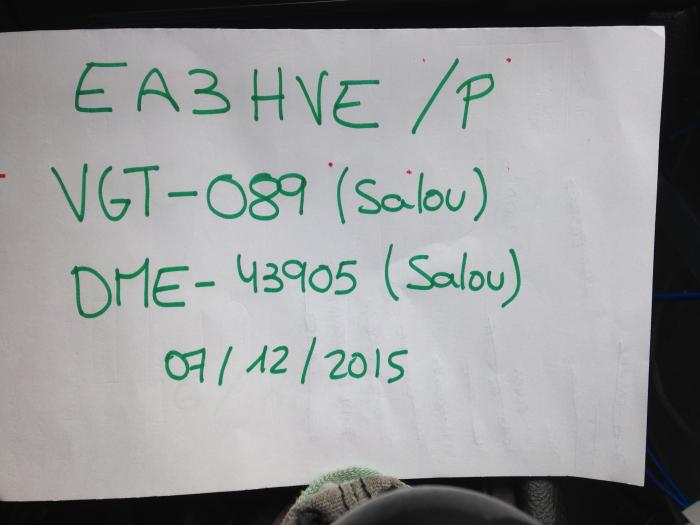 EA3HVE /P
VGT-089 (Salou)
DME-43905 (Salou)
07/12/2015